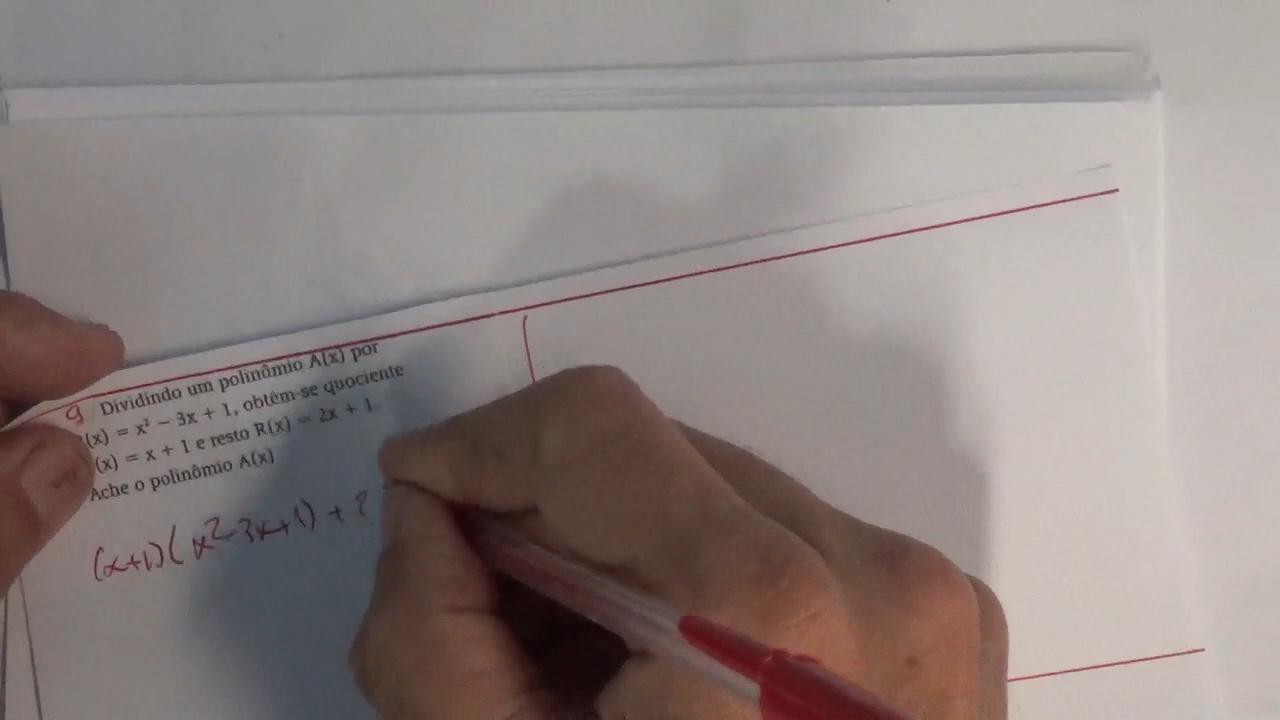 9 Dividindo um polinômio A(x) por
(x) = x² − 3x + 1, obtém-se quociente
(x) = x + 1 e resto R(x) = 2x + 1
Ache o polinômio A(x)
(x+1)(x²-3x+1) + 2